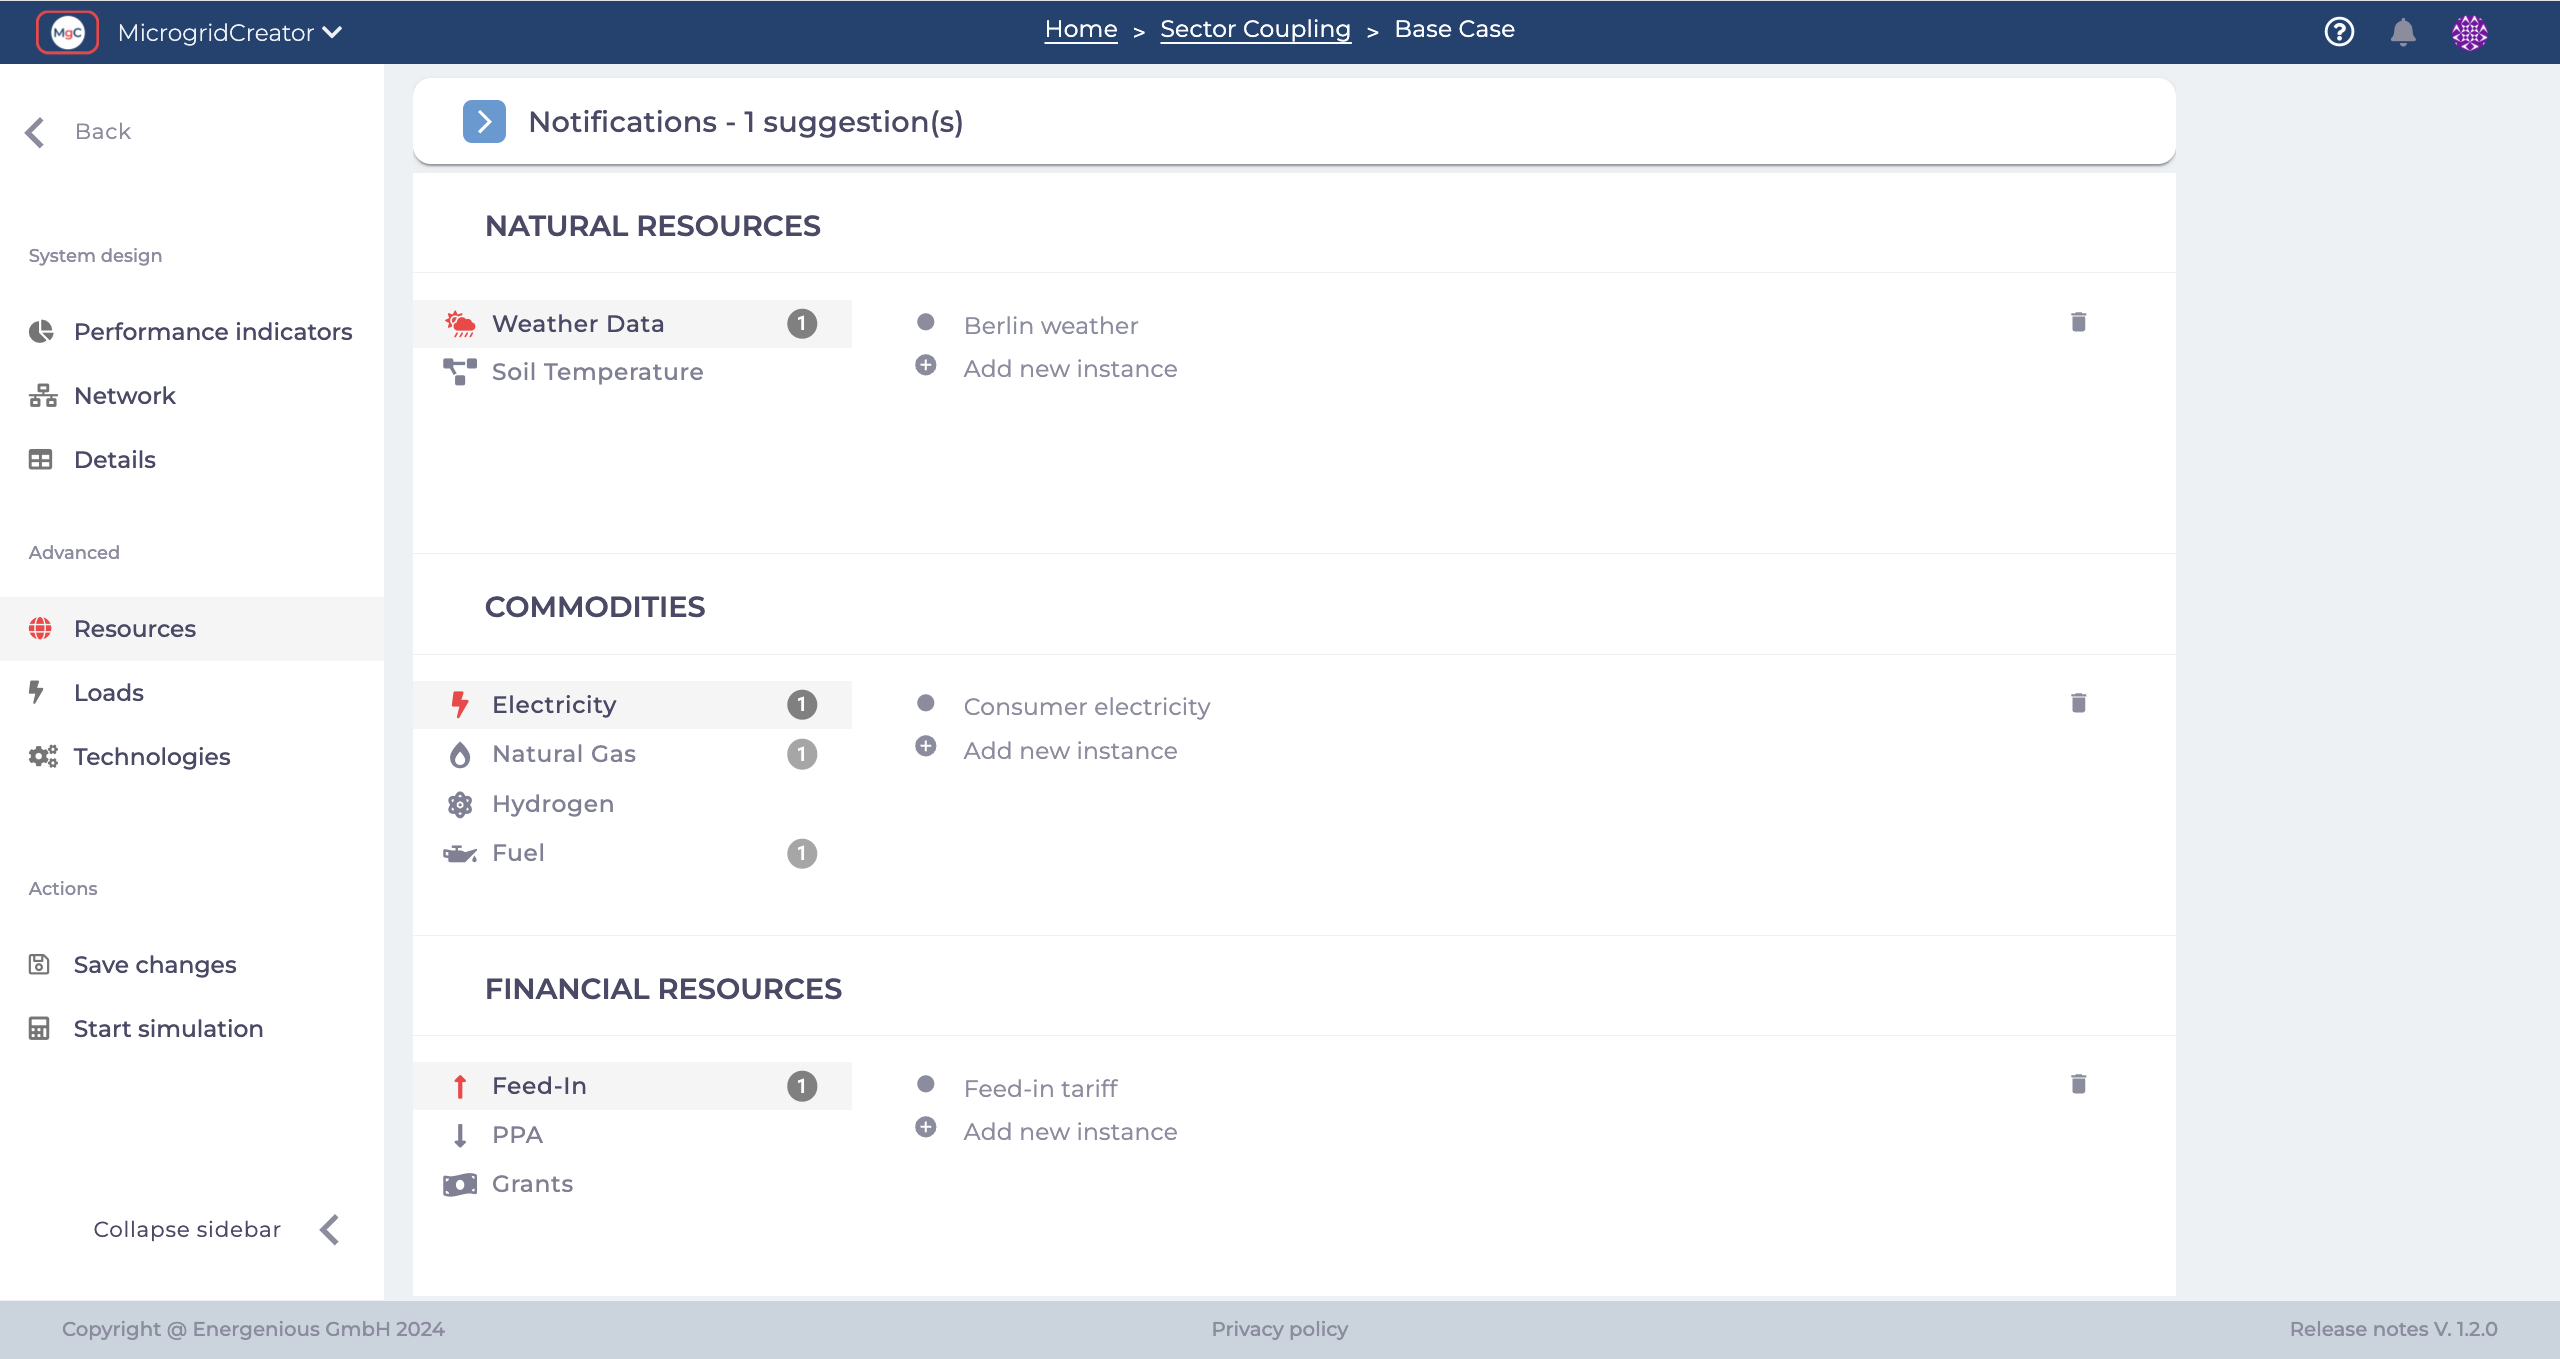 MgC MicrogridCreator
Home > Sector Coupling > Base Case
Back
System design
Performance indicators
Network
Details
Advanced
Resources
Loads
Technologies
Actions
Save changes
Start simulation
Collapse sidebar
Notifications - 1 suggestion(s)
NATURAL RESOURCES
Weather Data 1
Soil Temperature
Berlin weather
Add new instance
COMMODITIES
Electricity 1
Natural Gas 1
Hydrogen
Fuel 1
Consumer electricity
Add new instance
FINANCIAL RESOURCES
Feed-In 1
PPA
Grants
Feed-in tariff
Add new instance
Copyright @ Energenious GmbH 2024
Privacy policy
Release notes V. 1.2.0